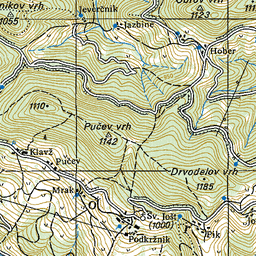 Jeverčnik
nikov vrh
1055
Jazbine
1123
Hober
1110
Pučev vrh
1142
4
Klavž
Pučev
Mrak
Drvodelov vrh
1185
O
Sv. Jošt
(1000)
r
Podkržnik